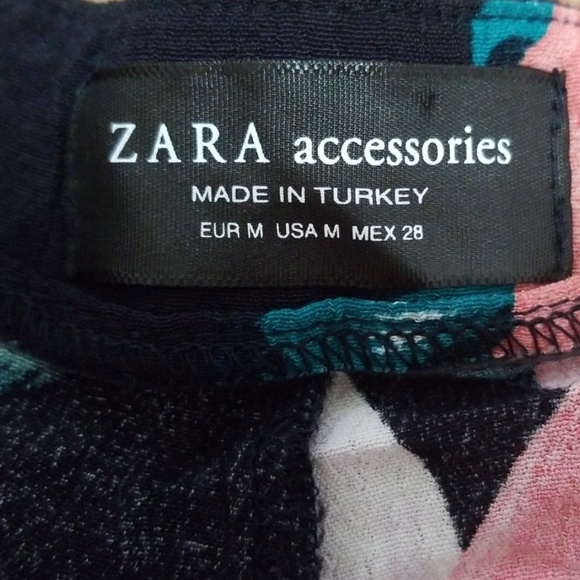 ZARA accessories
MADE IN TURKEY
EUR M USA M MEX 28